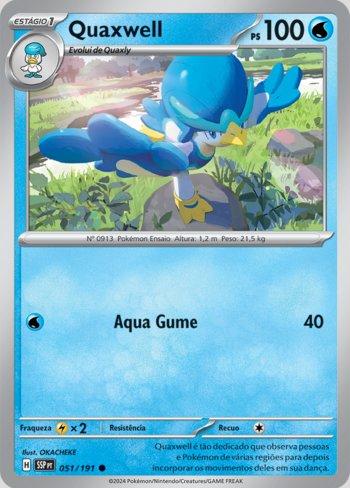 ESTÁGIO 1
Quaxwell
PS 100
Evolui de Quaxly
Nº 0913 Pokémon Ensaio Altura: 1,2 m Peso: 21,5 kg
Aqua Gume 40
Fraqueza ×2 Resistência Recuo
Ilust. OKACHEKE
H SSP PT 051/191
Quaxwell é tão dedicado que observa pessoas
e Pokémon de várias regiões para depois
incorporar os movimentos deles em sua dança.
©2024 Pokémon/Nintendo/Creatures/GAME FREAK